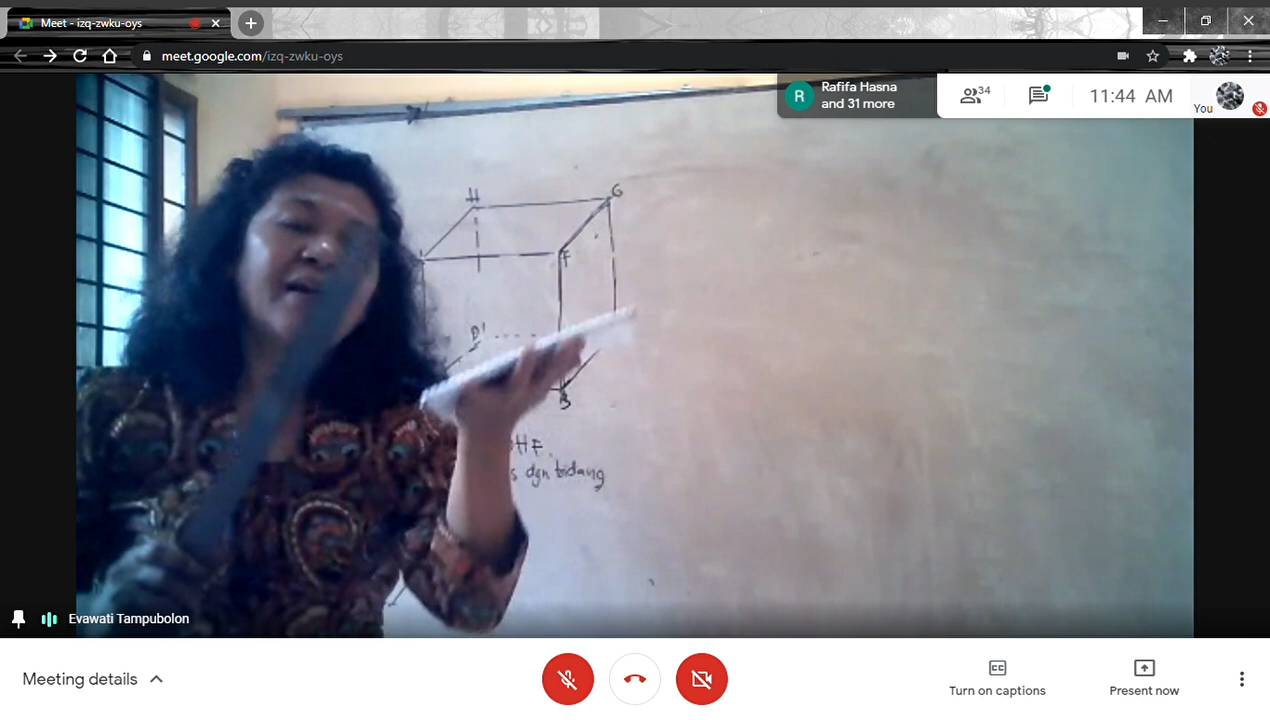 Meet - izq-zwku-oys
meet.google.com/izq-zwku-oys
R
Rafifa Hasna
and 31 more
34
11:44 AM
You
H
G
F
D
B
HF.
s dgn bidang
Evawati Tampubolon
Meeting details
CC
Turn on captions
Present now